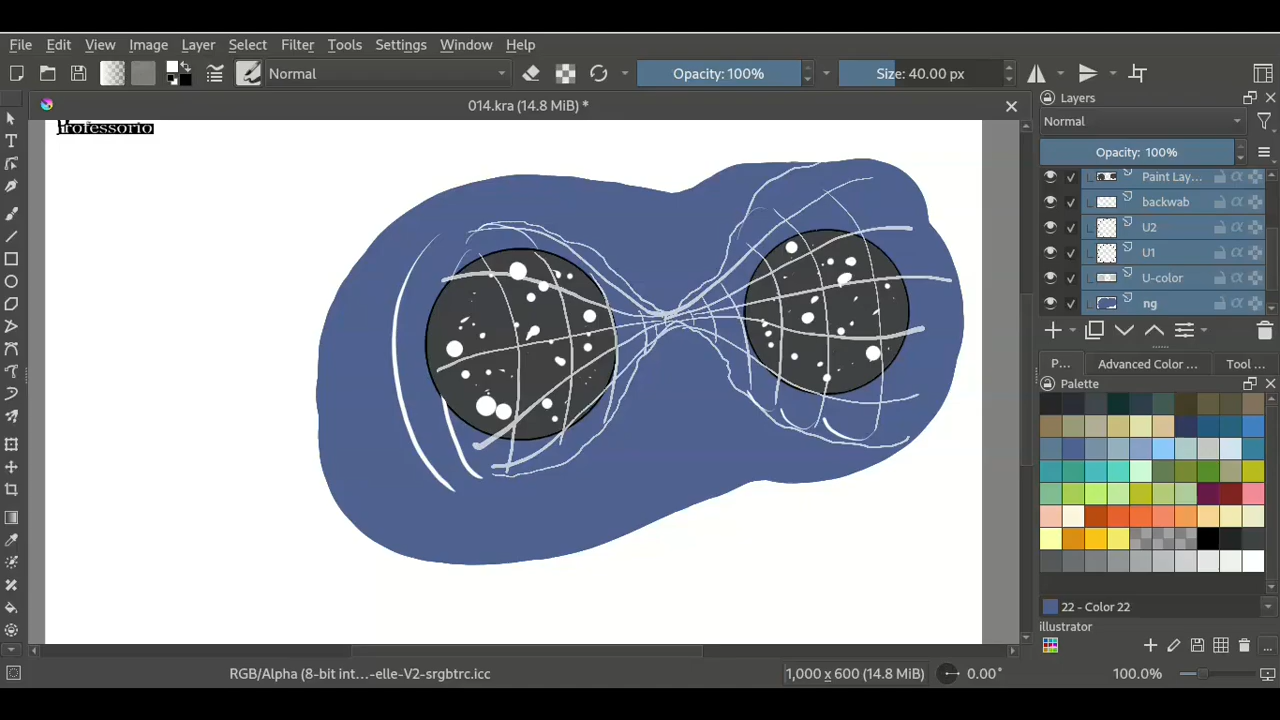 File Edit View Image Layer Select Filter Tools Settings Window Help
Normal Opacity: 100% Size: 40.00 px
014.kra (14.8 MiB) *
Professorio
Layers
Normal
Opacity: 100%
Paint Lay...
backwab
U2
U1
U-color
ng
P... Advanced Color ... Tool ...
Palette
22 - Color 22
illustrator
...
RGB/Alpha (8-bit int...-elle-V2-srgbtrc.icc 1,000 x 600 (14.8 MiB) 0.00° 100.0%